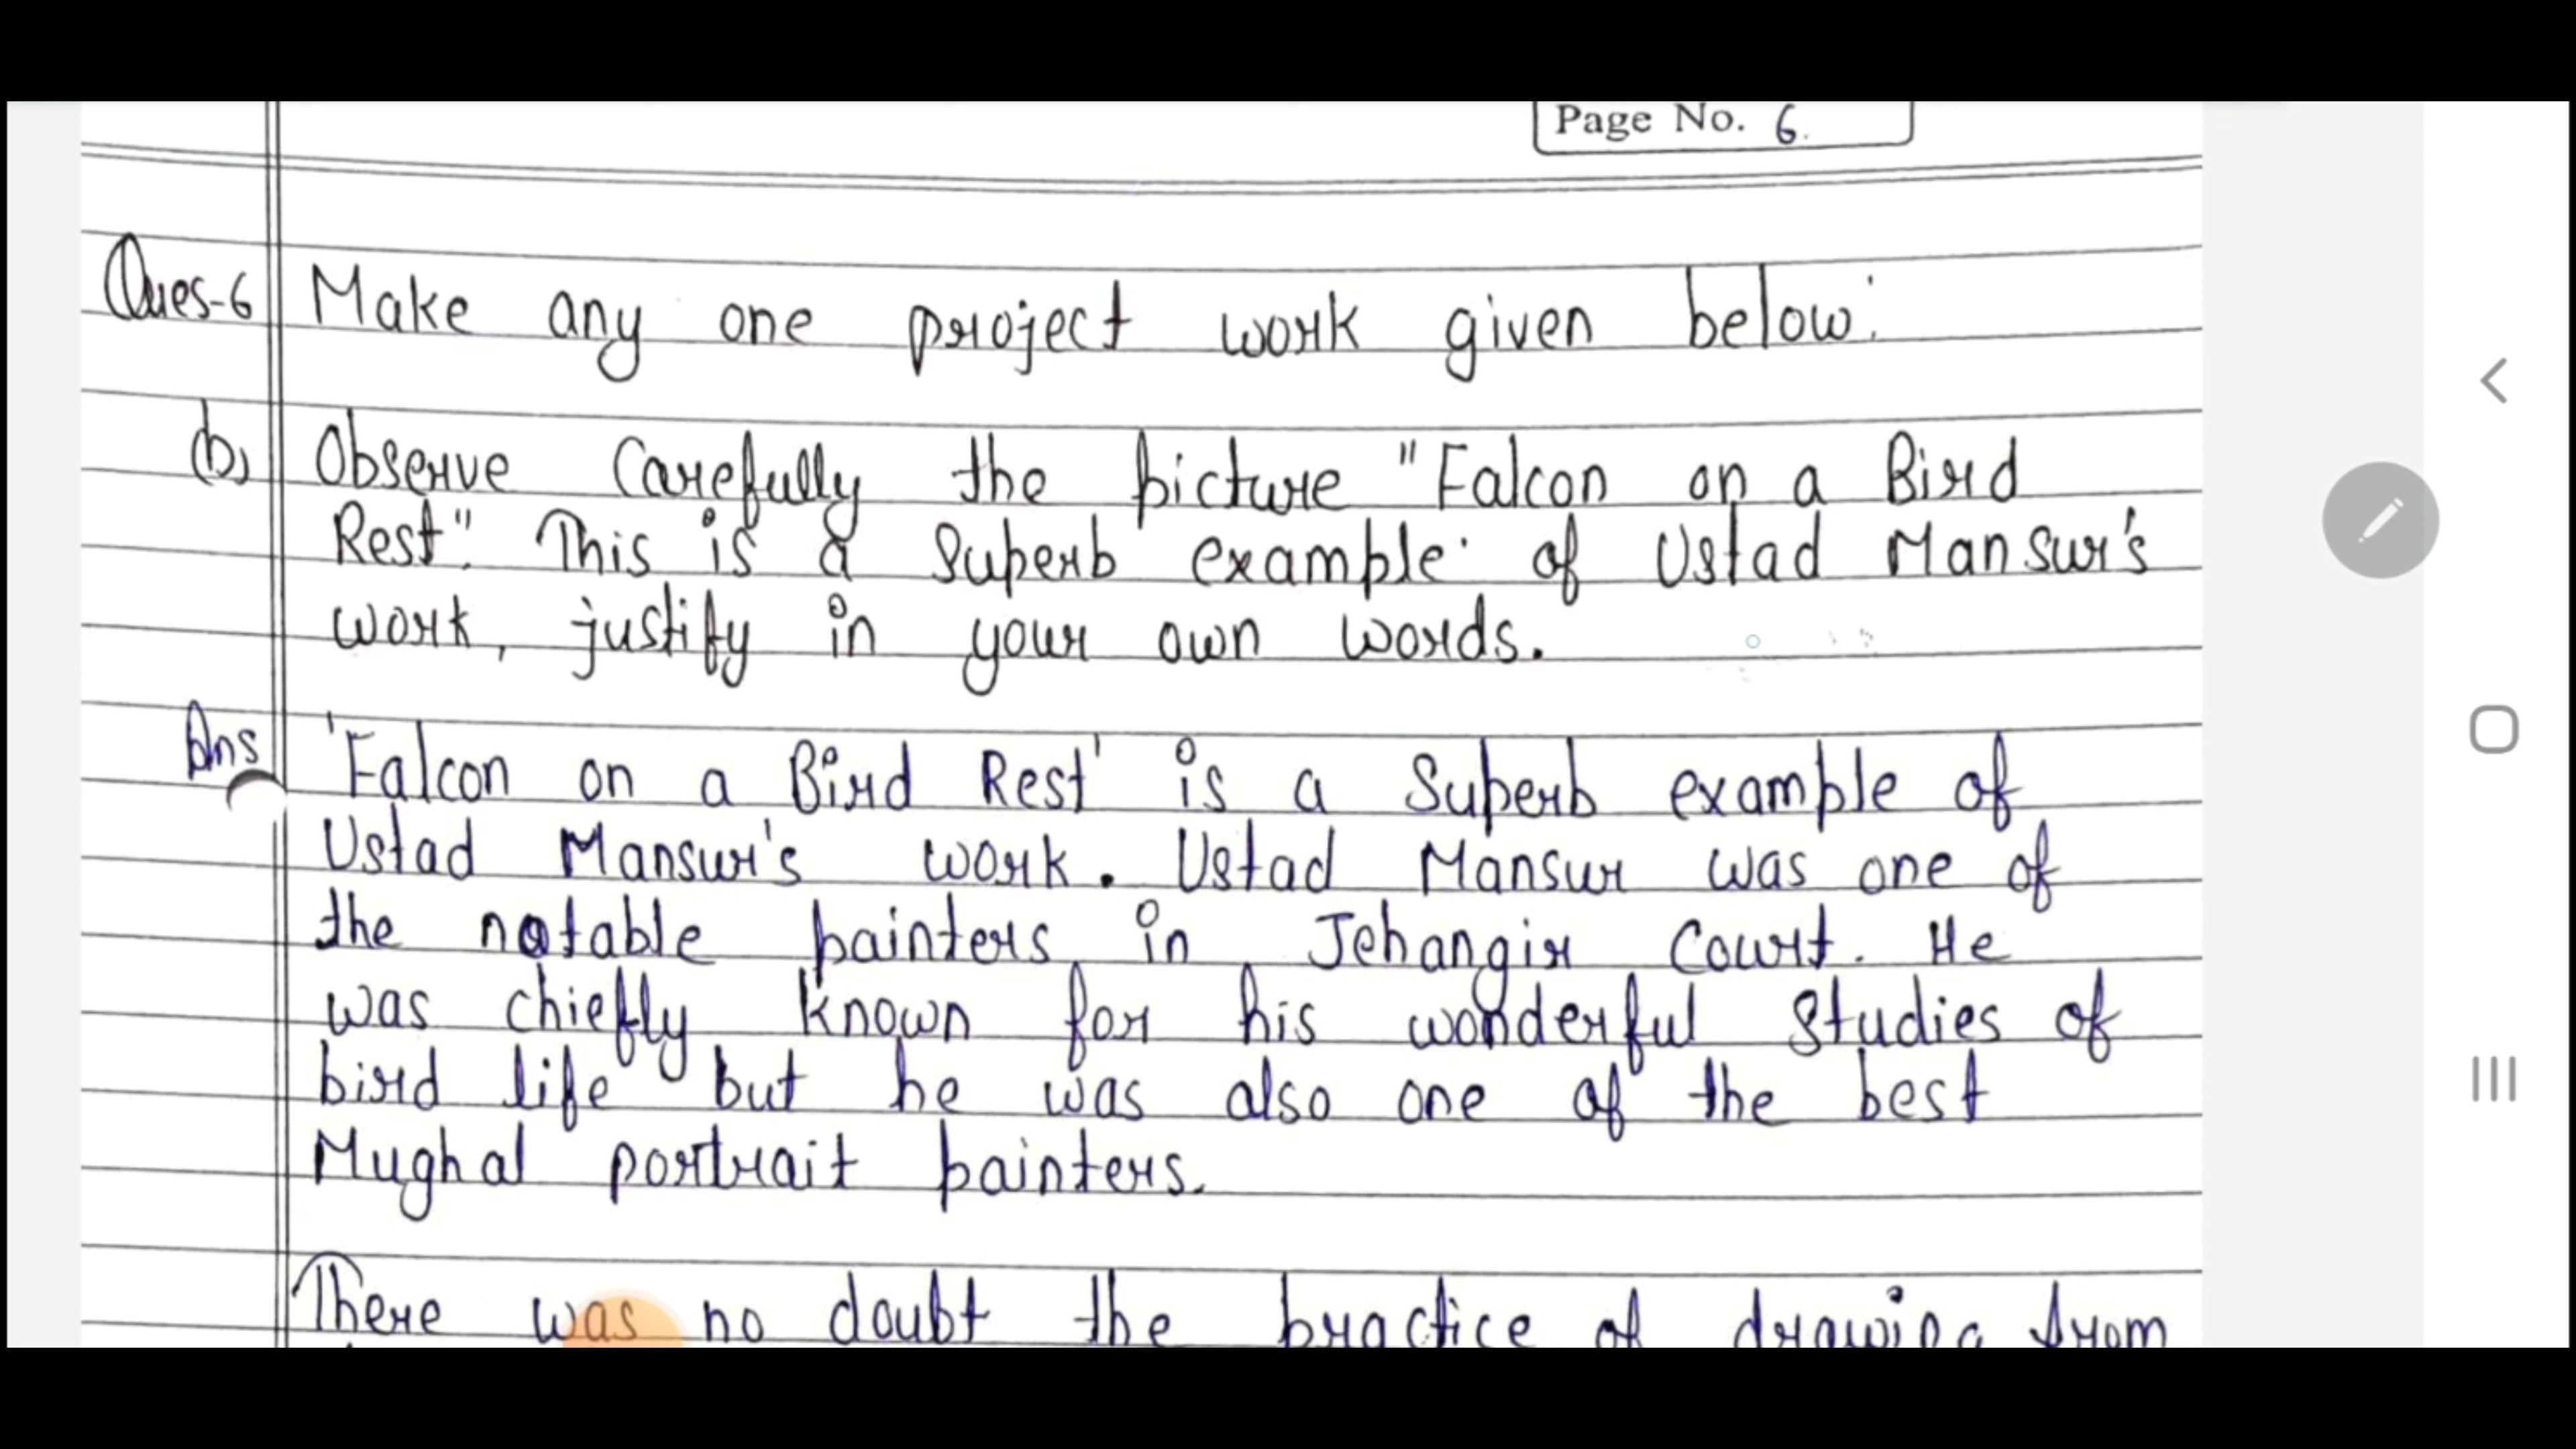 Page No. 6.
Ques-6 Make any one project work given below:
(b) Observe Carefully the picture "Falcon on a Bird
Rest". This is a Superb example of Ustad Mansur's
work, justify in your own words.
Ans 'Falcon on a Bird Rest' is a Superb example of
Ustad Mansur's work. Ustad Mansur was one of
the notable painters in Jehangir Court. He
was chiefly known for his wonderful studies of
bird life but he was also one of the best
Mughal portrait painters.
There was no doubt the practice of drawing from